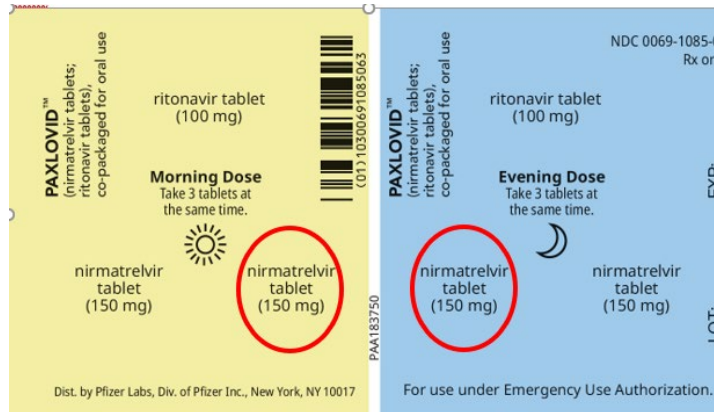 PAXLOVID™
(nirmatrelvir tablets;
ritonavir tablets),
co-packaged for oral use
ritonavir tablet
(100 mg)
(01)10300691085063
Morning Dose
Take 3 tablets at
the same time.
nirmatrelvir
tablet
(150 mg)
nirmatrelvir
tablet
(150 mg)
Dist. by Pfizer Labs, Div. of Pfizer Inc., New York, NY 10017
PAA183750
PAXLOVID™
(nirmatrelvir tablets;
ritonavir tablets),
co-packaged for oral use
NDC 0069-1085-
Rx
ritonavir tablet
(100 mg)
Evening Dose
Take 3 tablets at
the same time.
nirmatrelvir
tablet
(150 mg)
nirmatrelvir
tablet
(150 mg)
EXP:
LOT:
For use under Emergency Use Authorization.